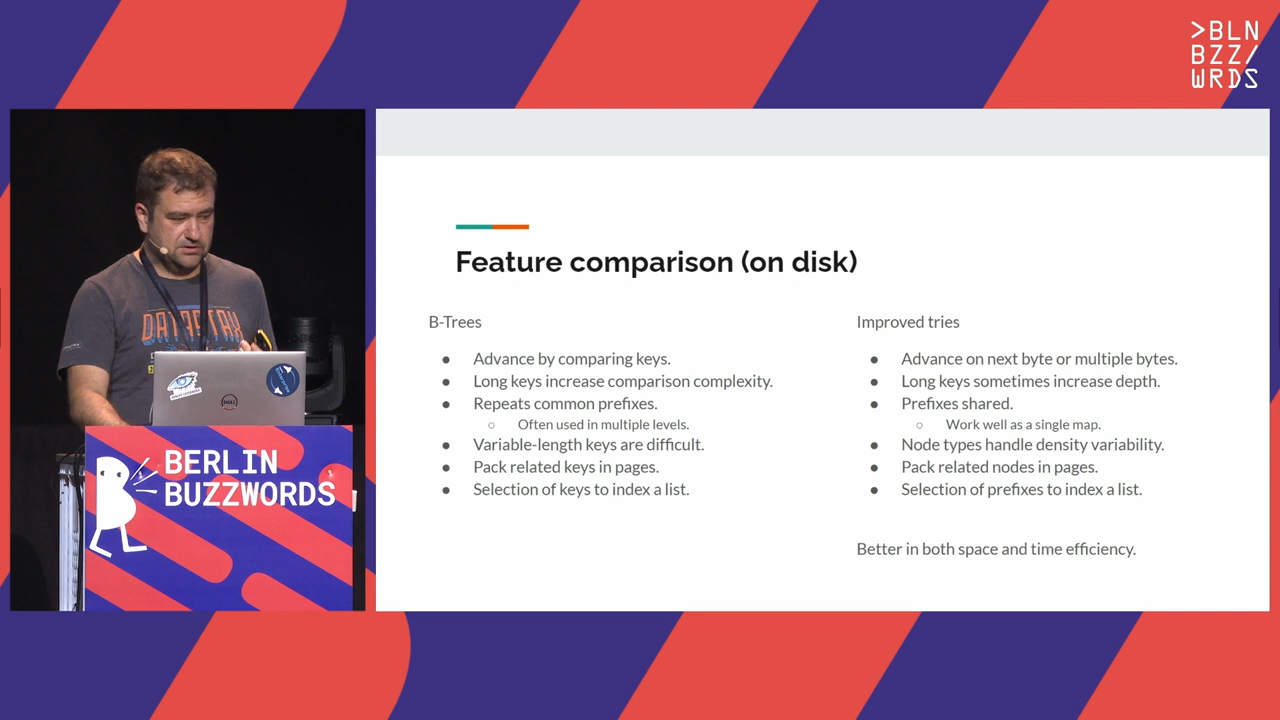 >BLN
BZZ/
WRDS
Feature comparison (on disk)
B-Trees
● Advance by comparing keys.
● Long keys increase comparison complexity.
● Repeats common prefixes.
○ Often used in multiple levels.
● Variable-length keys are difficult.
● Pack related keys in pages.
● Selection of keys to index a list.
Improved tries
● Advance on next byte or multiple bytes.
● Long keys sometimes increase depth.
● Prefixes shared.
○ Work well as a single map.
● Node types handle density variability.
● Pack related nodes in pages.
● Selection of prefixes to index a list.
Better in both space and time efficiency.
DATASTAX
DELL
BERLIN
BUZZWORDS